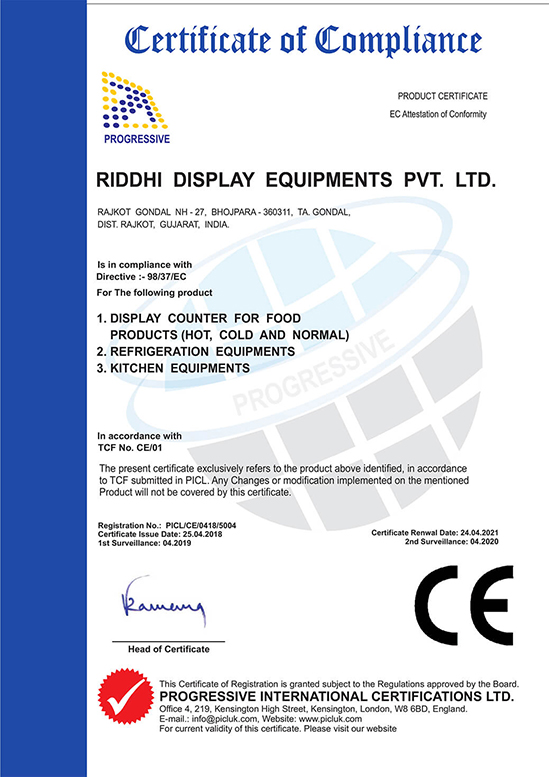 Certificate of Compliance
PRODUCT CERTIFICATE
EC Attestation of Conformity
PROGRESSIVE
RIDDHI DISPLAY EQUIPMENTS PVT. LTD.
RAJKOT GONDAL NH - 27, BHOJPARA - 360311, TA. GONDAL,
DIST. RAJKOT, GUJARAT, INDIA.
Is in compliance with
Directive :- 98/37/EC
For The following product
1. DISPLAY COUNTER FOR FOOD
PRODUCTS (HOT, COLD AND NORMAL)
2. REFRIGERATION EQUIPMENTS
3. KITCHEN EQUIPMENTS
PROGRESSIVE
In accordance with
TCF No. CE/01
The present certificate exclusively refers to the product above identified, in accordance
to TCF submitted in PICL. Any Changes or modification implemented on the mentioned
Product will not be covered by this certificate.
Registration No.: PICL/CE/0418/5004
Certificate Issue Date: 25.04.2018
1st Surveillance: 04.2019
Certificate Renwal Date: 24.04.2021
2nd Surveillance: 04.2020
CE
Head of Certificate
This Certificate of Registration is granted subject to the Regulations approved by the Board.
PROGRESSIVE INTERNATIONAL CERTIFICATIONS LTD.
Office 4, 219, Kensington High Street, Kensington, London, W8 6BD, England.
E-mail.: info@picluk.com, Website: www.picluk.com
For current validity of this certificate. Please visit our website